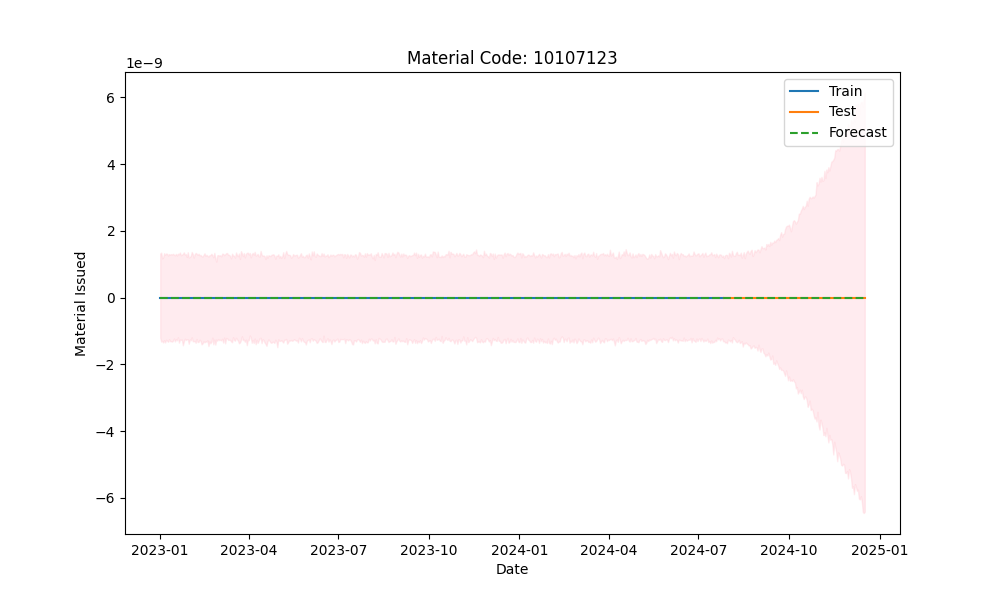 Material Code: 10107123
1e−9
Train
Test
Forecast
6
4
2
0
−2
−4
−6
Material Issued
2023-01 2023-04 2023-07 2023-10 2024-01 2024-04 2024-07 2024-10 2025-01
Date